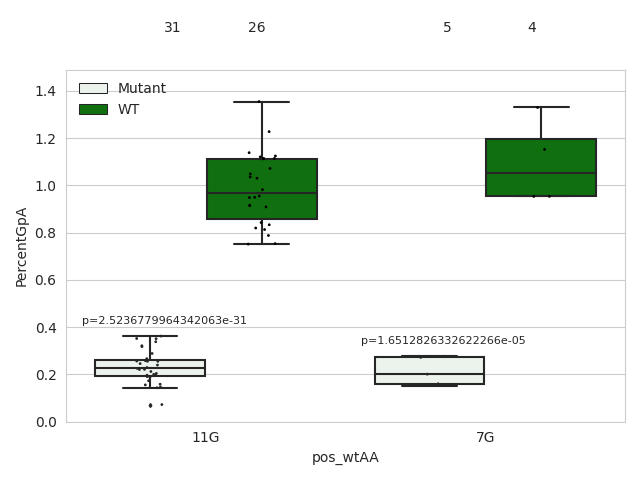 31 26 5 4
Mutant
WT
1.4
1.2
1.0
0.8
0.6
0.4
0.2
0.0
PercentGpA
p=2.5236779964342063e-31
p=1.6512826332622266e-05
11G 7G
pos_wtAA